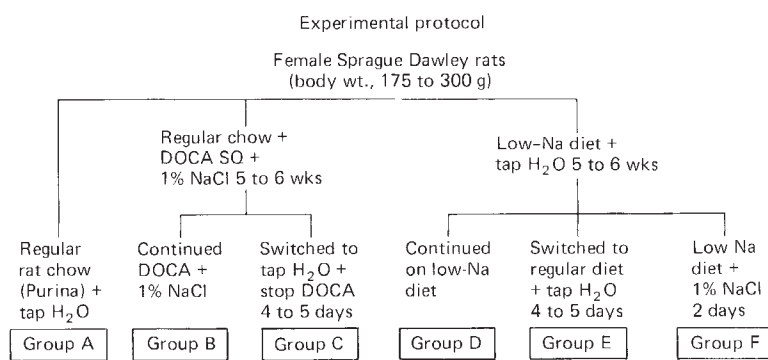 Experimental protocol
Female Sprague Dawley rats
(body wt., 175 to 300 g)
Regular chow +
DOCA SQ +
1% NaCl 5 to 6 wks
Low–Na diet +
tap H2O 5 to 6 wks
Regular
rat chow
(Purina) +
tap H2O
Group A
Continued
DOCA +
1% NaCl
Group B
Switched to
tap H2O +
stop DOCA
4 to 5 days
Group C
Continued
on low-Na
diet
Group D
Switched to
regular diet
+ tap H2O
4 to 5 days
Group E
Low Na
diet +
1% NaCl
2 days
Group F